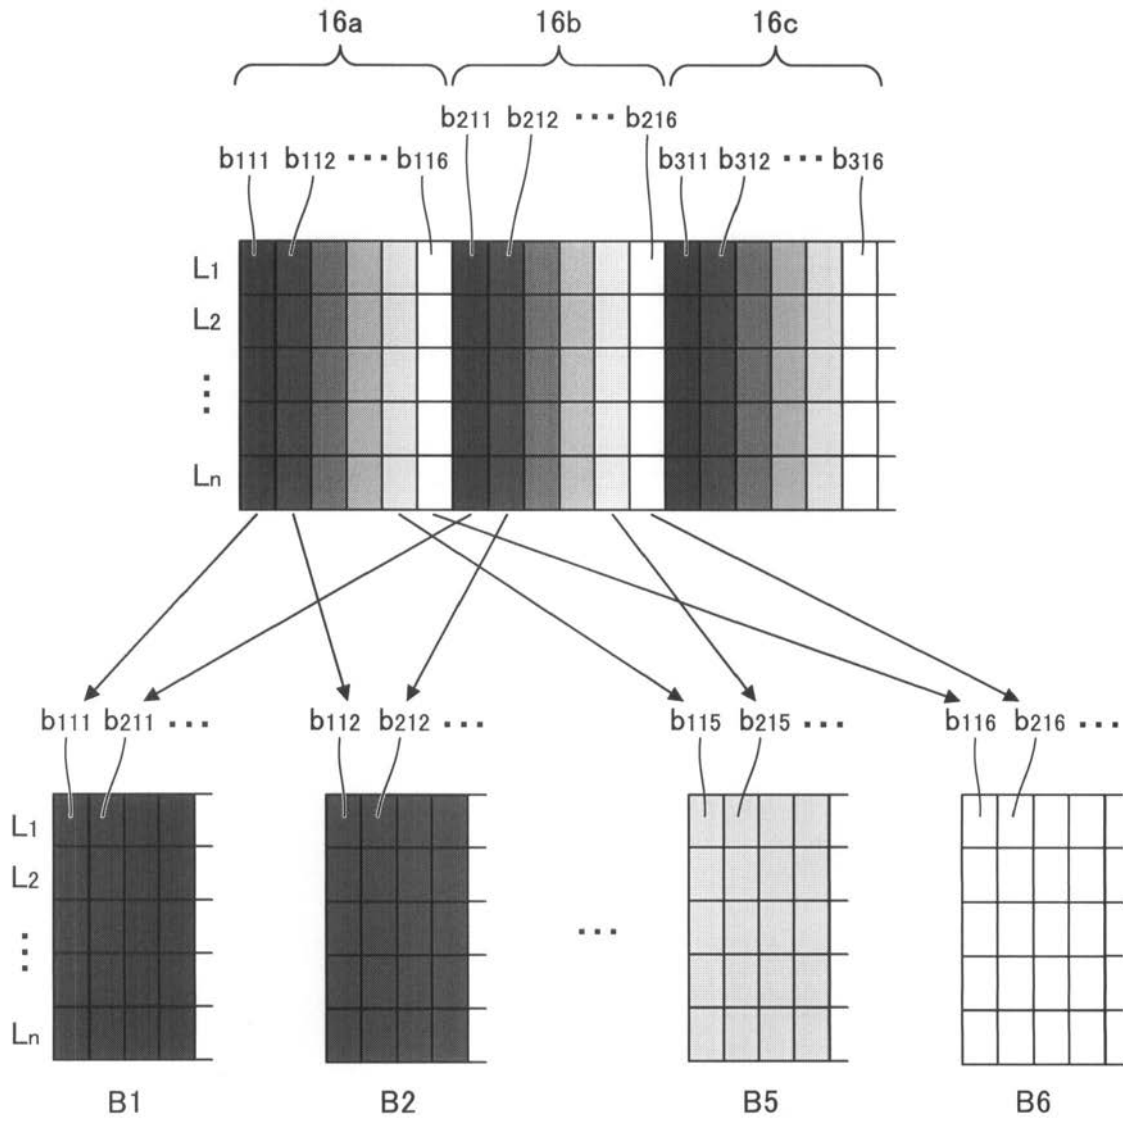 16a 16b 16c
b211 b212 ··· b216
b111 b112 ··· b116 b311 b312 ··· b316
L1
L2
⋮
Ln
b111 b211 ··· b112 b212 ··· b115 b215 ··· b116 b216 ···
L1
L2
⋮ ···
Ln
B1 B2 B5 B6